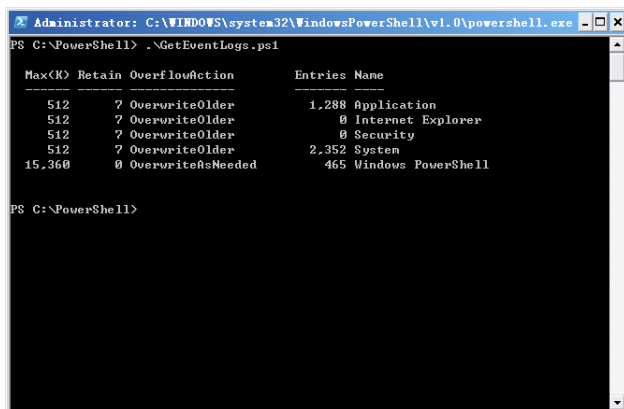 Administrator: C:\WINDOWS\system32\WindowsPowerShell\v1.0\powershell.exe
PS C:\PowerShell> .\GetEventLogs.ps1
Max(K) Retain OverflowAction Entries Name
------ ------ -------------- ------- ----
512 7 OverwriteOlder 1,288 Application
512 7 OverwriteOlder 0 Internet Explorer
512 7 OverwriteOlder 0 Security
512 7 OverwriteOlder 2,352 System
15,360 0 OverwriteAsNeeded 465 Windows PowerShell
PS C:\PowerShell>